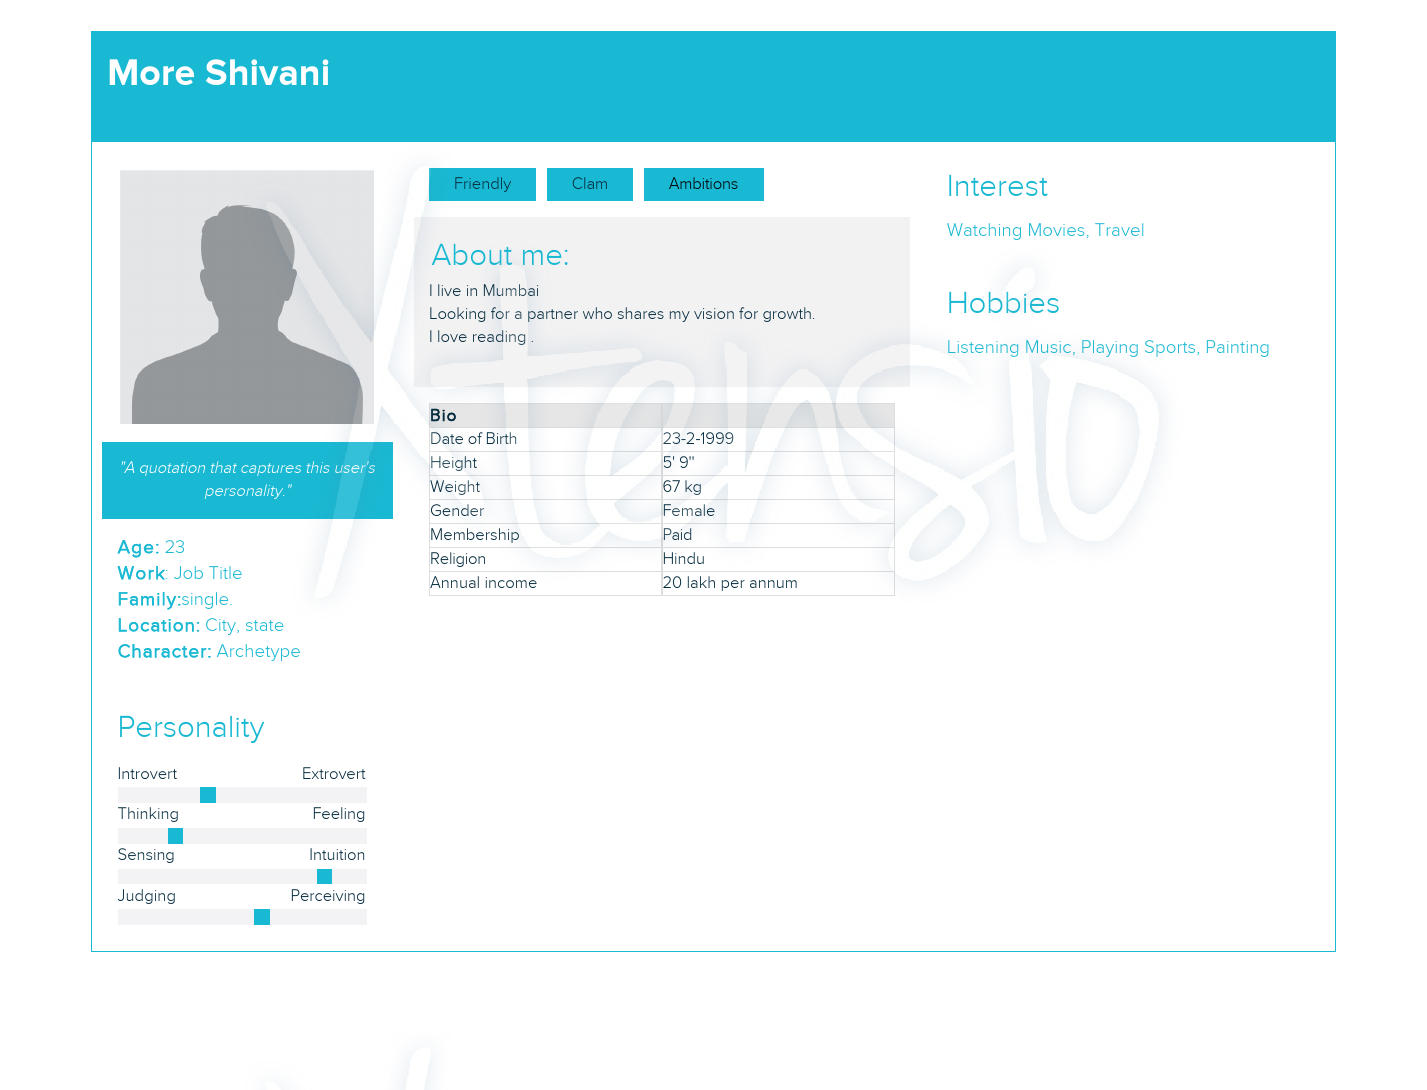 More Shivani
"A quotation that captures this user's
personality."
Age: 23
Work: Job Title
Family:single.
Location: City, state
Character: Archetype
Personality
Introvert Extrovert
Thinking Feeling
Sensing Intuition
Judging Perceiving
Friendly Clam Ambitions
About me:
I live in Mumbai
Looking for a partner who shares my vision for growth.
I love reading .
Bio
Date of Birth 23-2-1999
Height 5' 9"
Weight 67 kg
Gender Female
Membership Paid
Religion Hindu
Annual income 20 lakh per annum
Interest
Watching Movies, Travel
Hobbies
Listening Music, Playing Sports, Painting
Xtensio